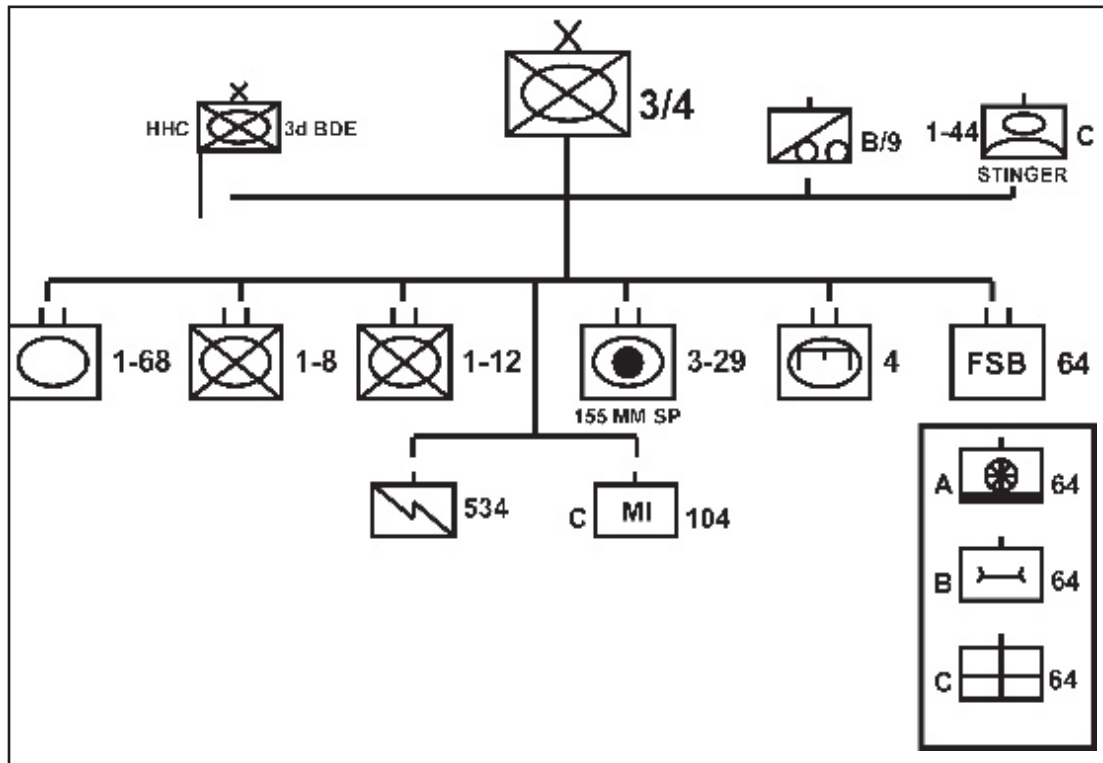 HHC 3d BDE
3/4
B/9
1-44 C
STINGER
1-68
1-8
1-12
3-29
155 MM SP
4
FSB 64
534
C MI 104
A 64
B 64
C 64